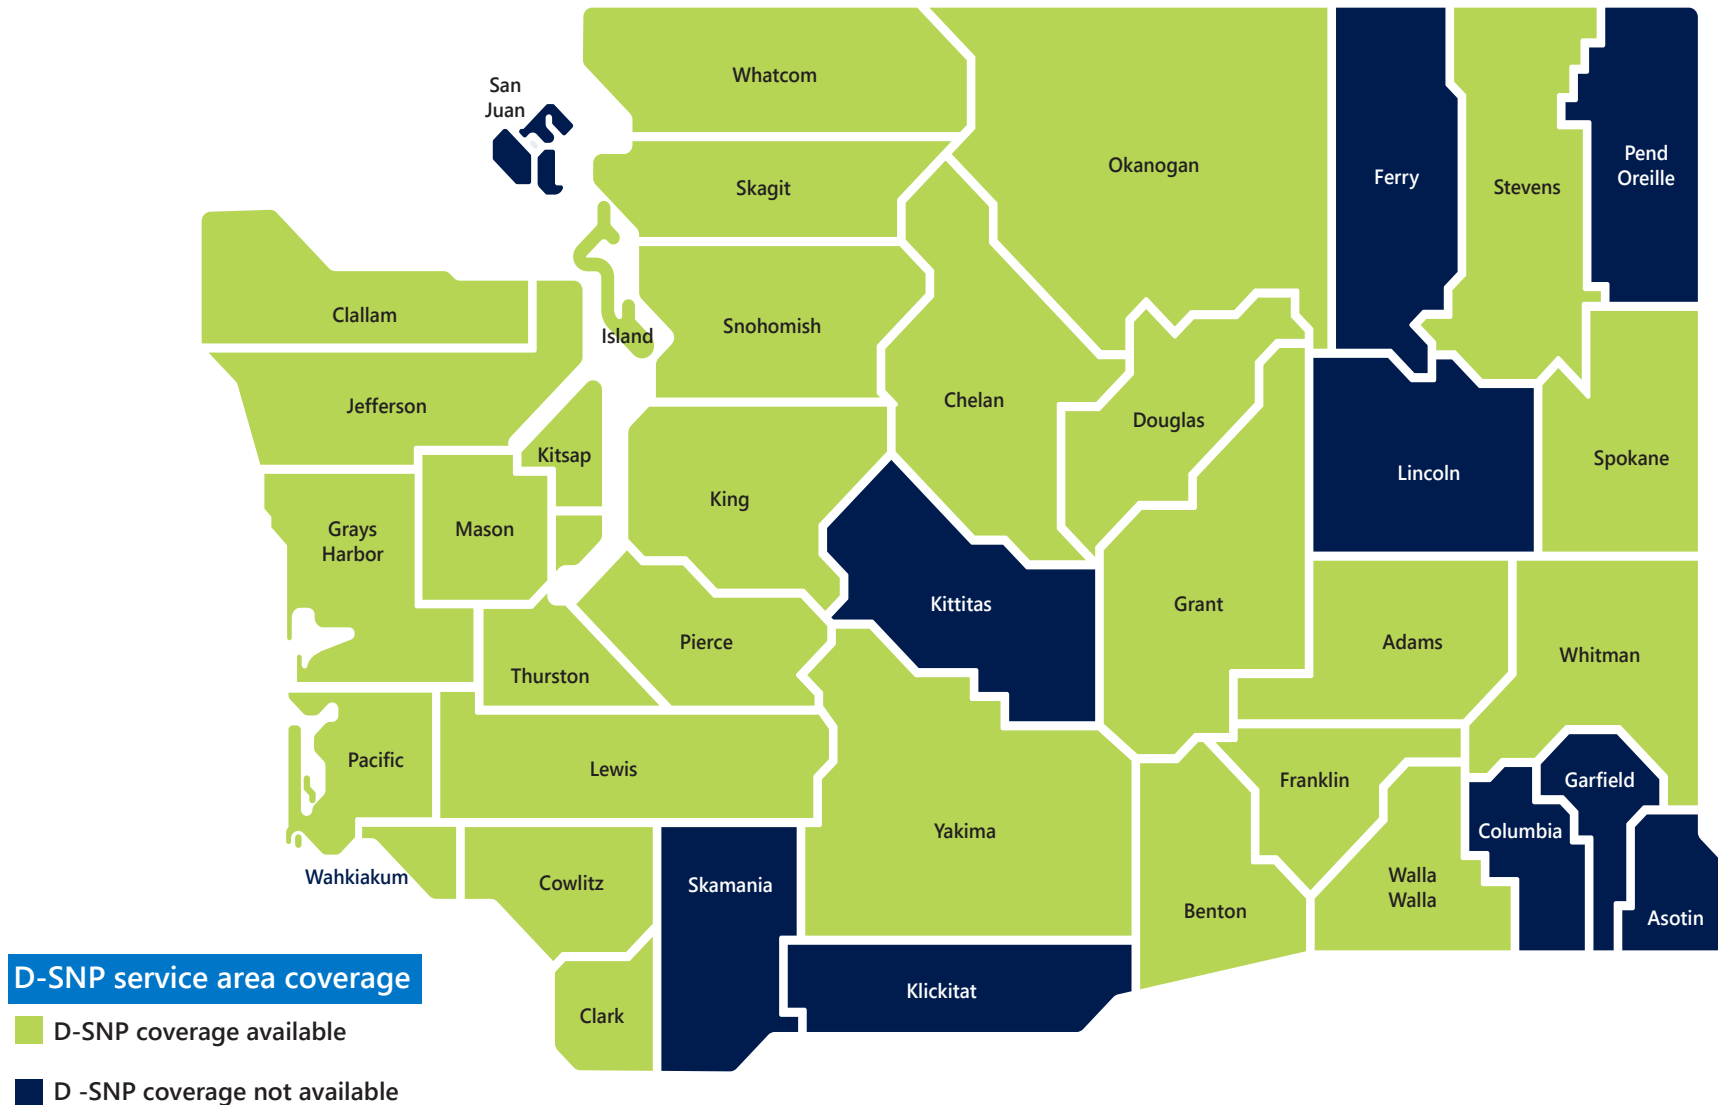 Whatcom
San
Juan
Skagit
Okanogan
Ferry
Stevens
Pend
Oreille
Clallam
Island
Snohomish
Jefferson
Kitsap
Chelan
Douglas
Lincoln
Spokane
King
Grays
Harbor
Mason
Kittitas
Grant
Pierce
Thurston
Adams
Whitman
Pacific
Lewis
Yakima
Franklin
Garfield
Columbia
Wahkiakum
Cowlitz
Skamania
Benton
Walla
Walla
Asotin
Klickitat
Clark
D-SNP service area coverage
D-SNP coverage available
D -SNP coverage not available